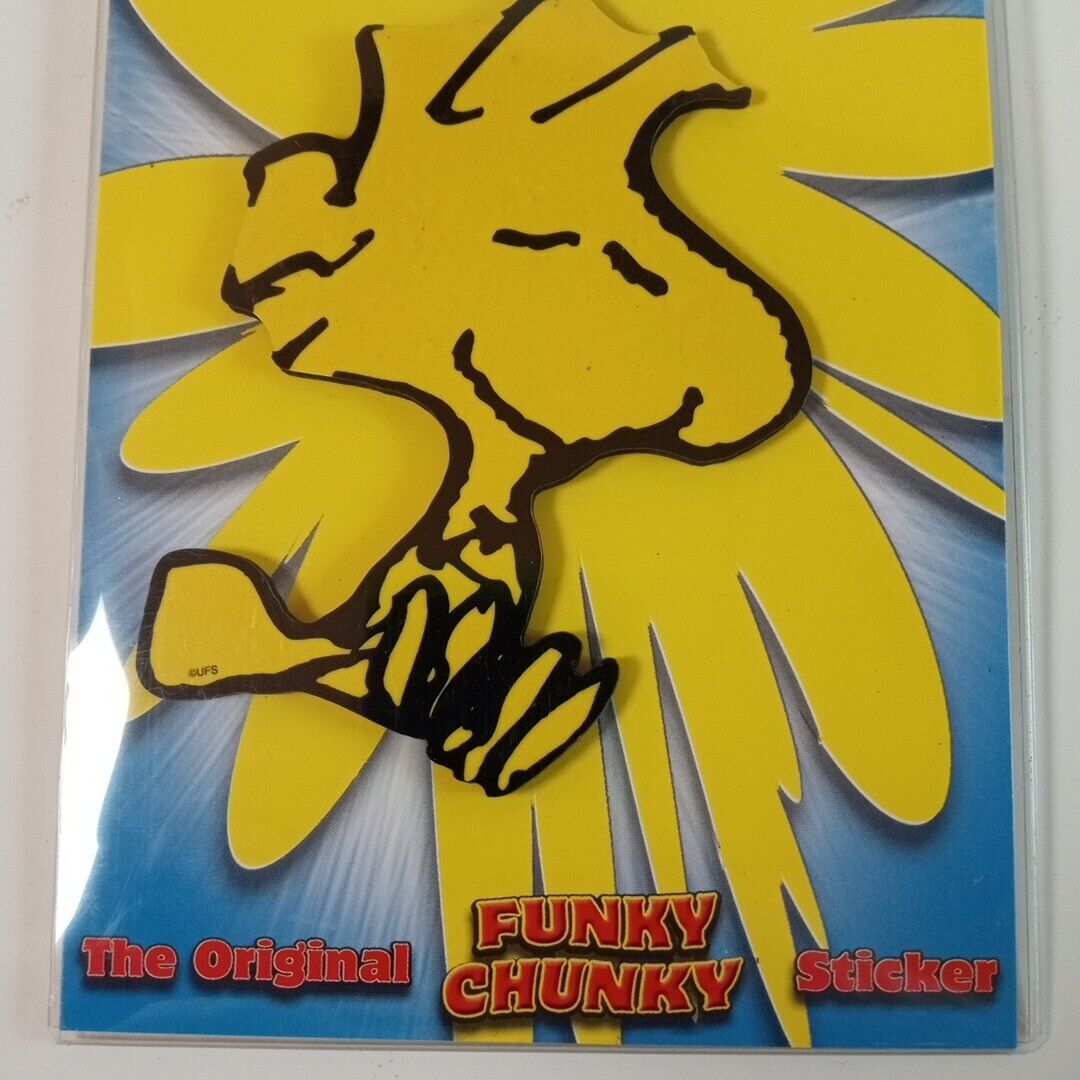 ©UFS
The Original
FUNKY
CHUNKY
Sticker